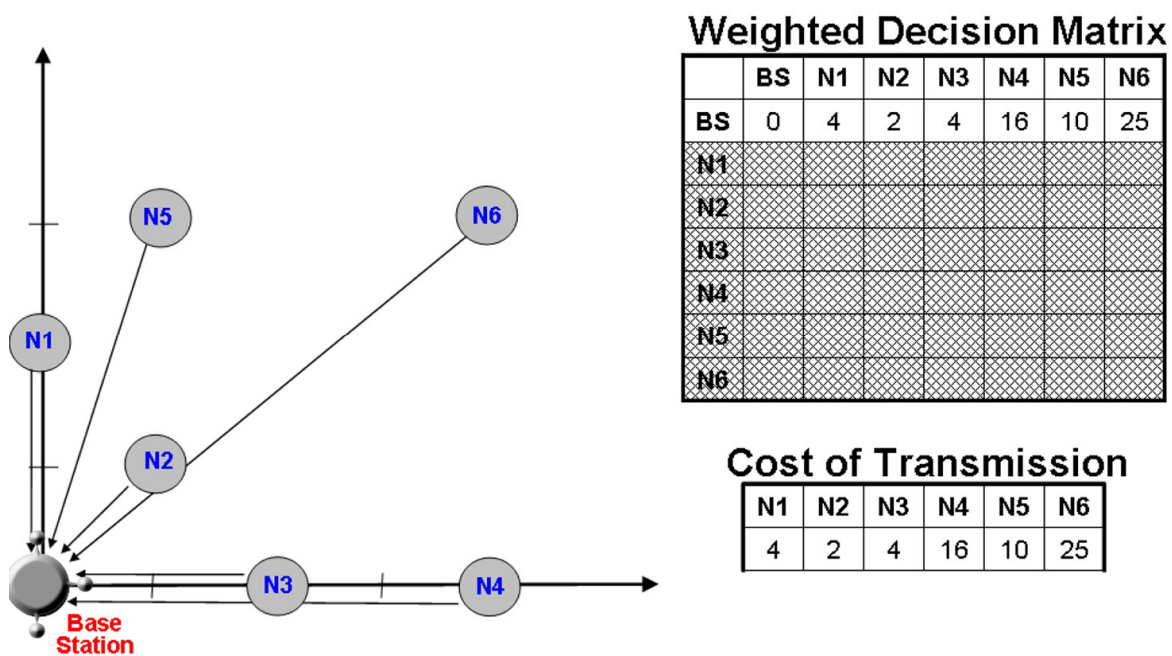 Weighted Decision Matrix
BS N1 N2 N3 N4 N5 N6
BS 0 4 2 4 16 10 25
N1
N2
N3
N4
N5
N6
N5
N6
N1
N2
N3
N4
Base
Station
Cost of Transmission
N1 N2 N3 N4 N5 N6
4 2 4 16 10 25